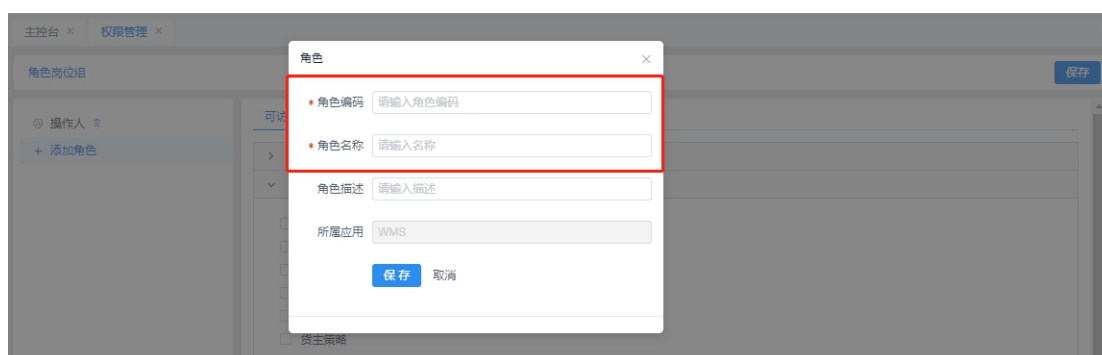 主控台 × 权限管理 ×
角色岗位组
保存
操作人
+ 添加角色
可访
角色
* 角色编码 请输入角色编码
* 角色名称 请输入名称
角色描述 请输入描述
所属应用 WMS
保存 取消
货主策略